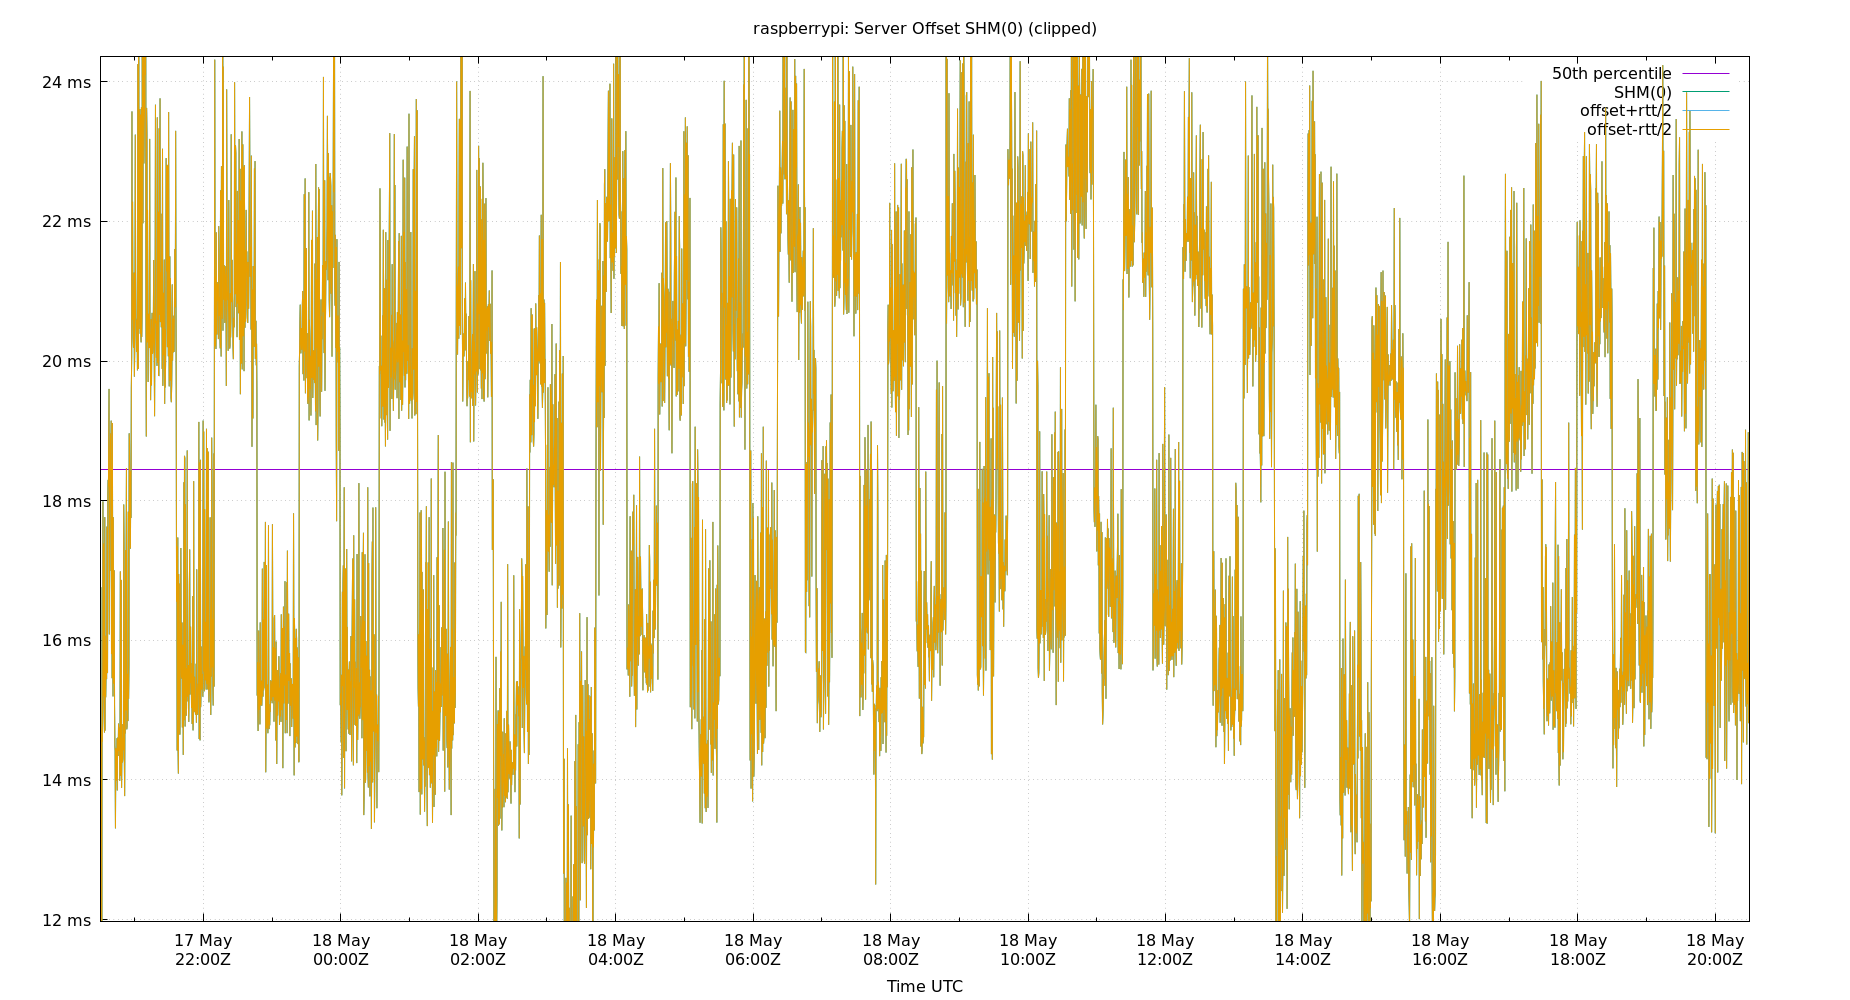 raspberrypi: Server Offset SHM(0) (clipped)
50th percentile
SHM(0)
offset+rtt/2
offset-rtt/2
24 ms
22 ms
20 ms
18 ms
16 ms
14 ms
12 ms
17 May 18 May 18 May 18 May 18 May 18 May 18 May 18 May 18 May 18 May 18 May 18 May
22:00Z 00:00Z 02:00Z 04:00Z 06:00Z 08:00Z 10:00Z 12:00Z 14:00Z 16:00Z 18:00Z 20:00Z
Time UTC